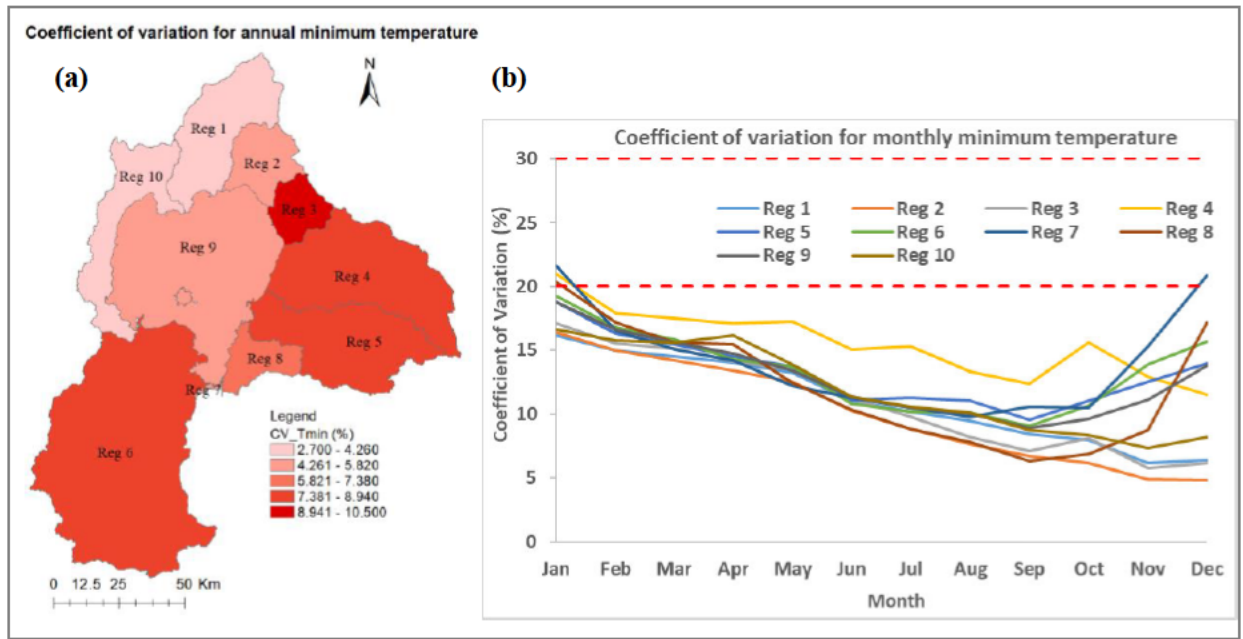 Coefficient of variation for annual minimum temperature
(a)
N
Reg 1
Reg 2
Reg 10
Reg 3
Reg 9
Reg 4
Reg 5
Reg 8
Reg 7
Reg 6
Legend
CV_Tmin (%)
2.700 - 4.260
4.261 - 5.820
5.821 - 7.380
7.381 - 8.940
8.941 - 10.500
0 12.5 25 50 Km
(b)
Coefficient of variation for monthly minimum temperature
Coefficient of Variation (%)
30
25
20
15
10
5
0
Reg 1 Reg 2 Reg 3 Reg 4
Reg 5 Reg 6 Reg 7 Reg 8
Reg 9 Reg 10
Jan Feb Mar Apr May Jun Jul Aug Sep Oct Nov Dec
Month